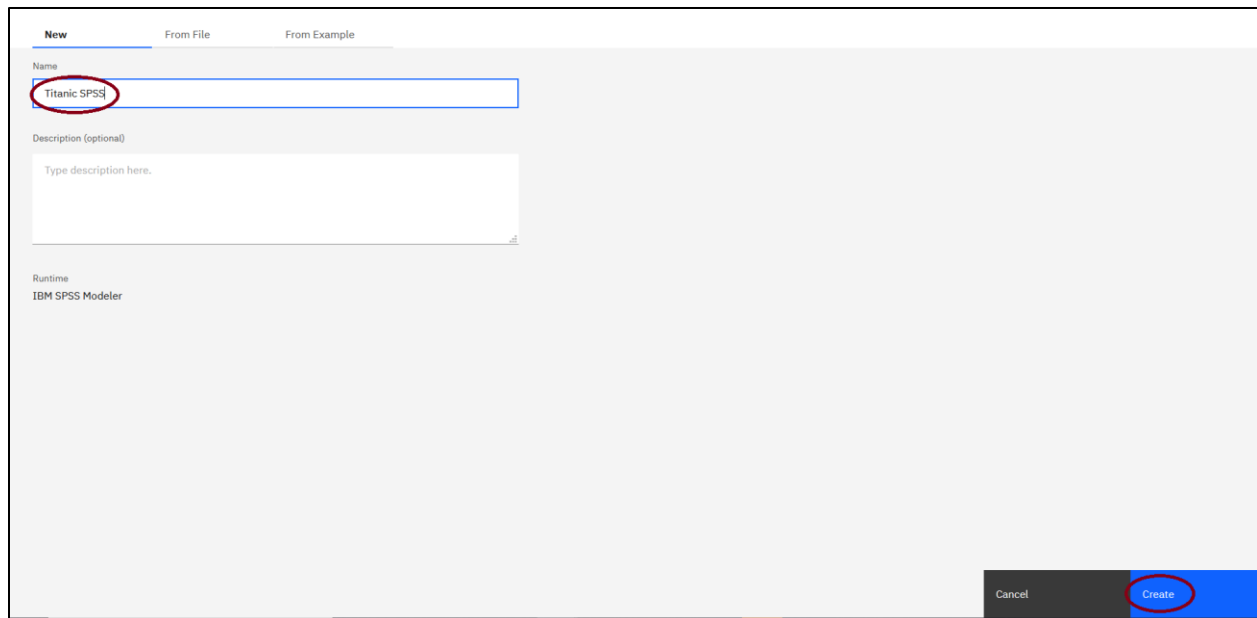 New From File From Example
Name
Titanic SPSS
Description (optional)
Type description here.
Runtime
IBM SPSS Modeler
Cancel Create